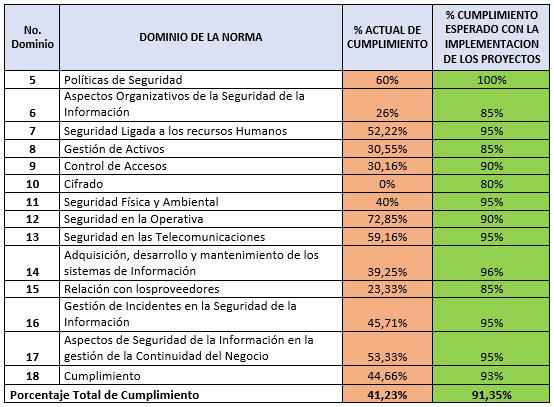 No. Dominio DOMINIO DE LA NORMA % ACTUAL DE CUMPLIMIENTO % CUMPLIMIENTO ESPERADO CON LA IMPLEMENTACION DE LOS PROYECTOS
5 Políticas de Seguridad 60% 100%
6 Aspectos Organizativos de la Seguridad de la Información 26% 85%
7 Seguridad Ligada a los recursos Humanos 52,22% 95%
8 Gestión de Activos 30,55% 85%
9 Control de Accesos 30,16% 90%
10 Cifrado 0% 80%
11 Seguridad Física y Ambiental 40% 95%
12 Seguridad en la Operativa 72,85% 90%
13 Seguridad en las Telecomunicaciones 59,16% 95%
14 Adquisición, desarrollo y mantenimiento de los sistemas de Información 39,25% 96%
15 Relación con losproveedores 23,33% 85%
16 Gestión de Incidentes en la Seguridad de la Información 45,71% 95%
17 Aspectos de Seguridad de la Información en la gestión de la Continuidad del Negocio 53,33% 95%
18 Cumplimiento 44,66% 93%
Porcentaje Total de Cumplimiento 41,23% 91,35%